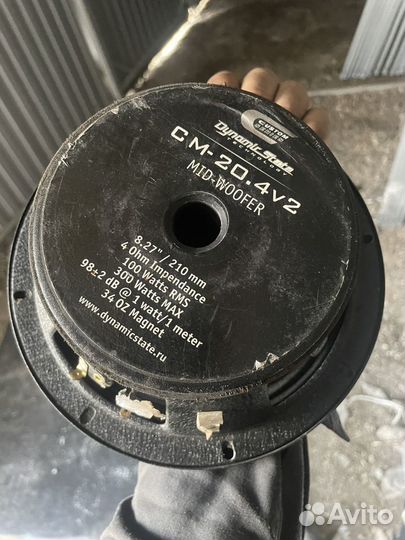 CUSTOM
Dynamic State
TECHNOLOGY
CM-20.4v2
MID-WOOFER
8.27" / 210 mm
4 Ohm Impendance
100 Watts RMS
300 Watts MAX
98±2 dB @ 1 watt/1 meter
34 OZ Magnet
www.dynamicstate.ru
Avito